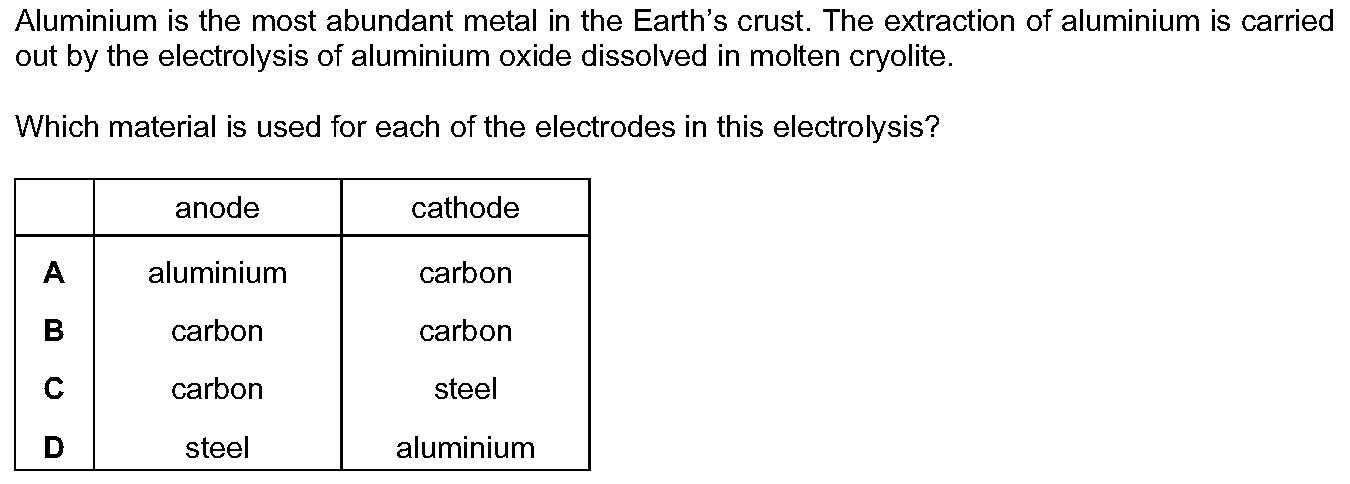 Aluminium is the most abundant metal in the Earth’s crust. The extraction of aluminium is carried
out by the electrolysis of aluminium oxide dissolved in molten cryolite.
Which material is used for each of the electrodes in this electrolysis?
anode cathode
A aluminium carbon
B carbon carbon
C carbon steel
D steel aluminium